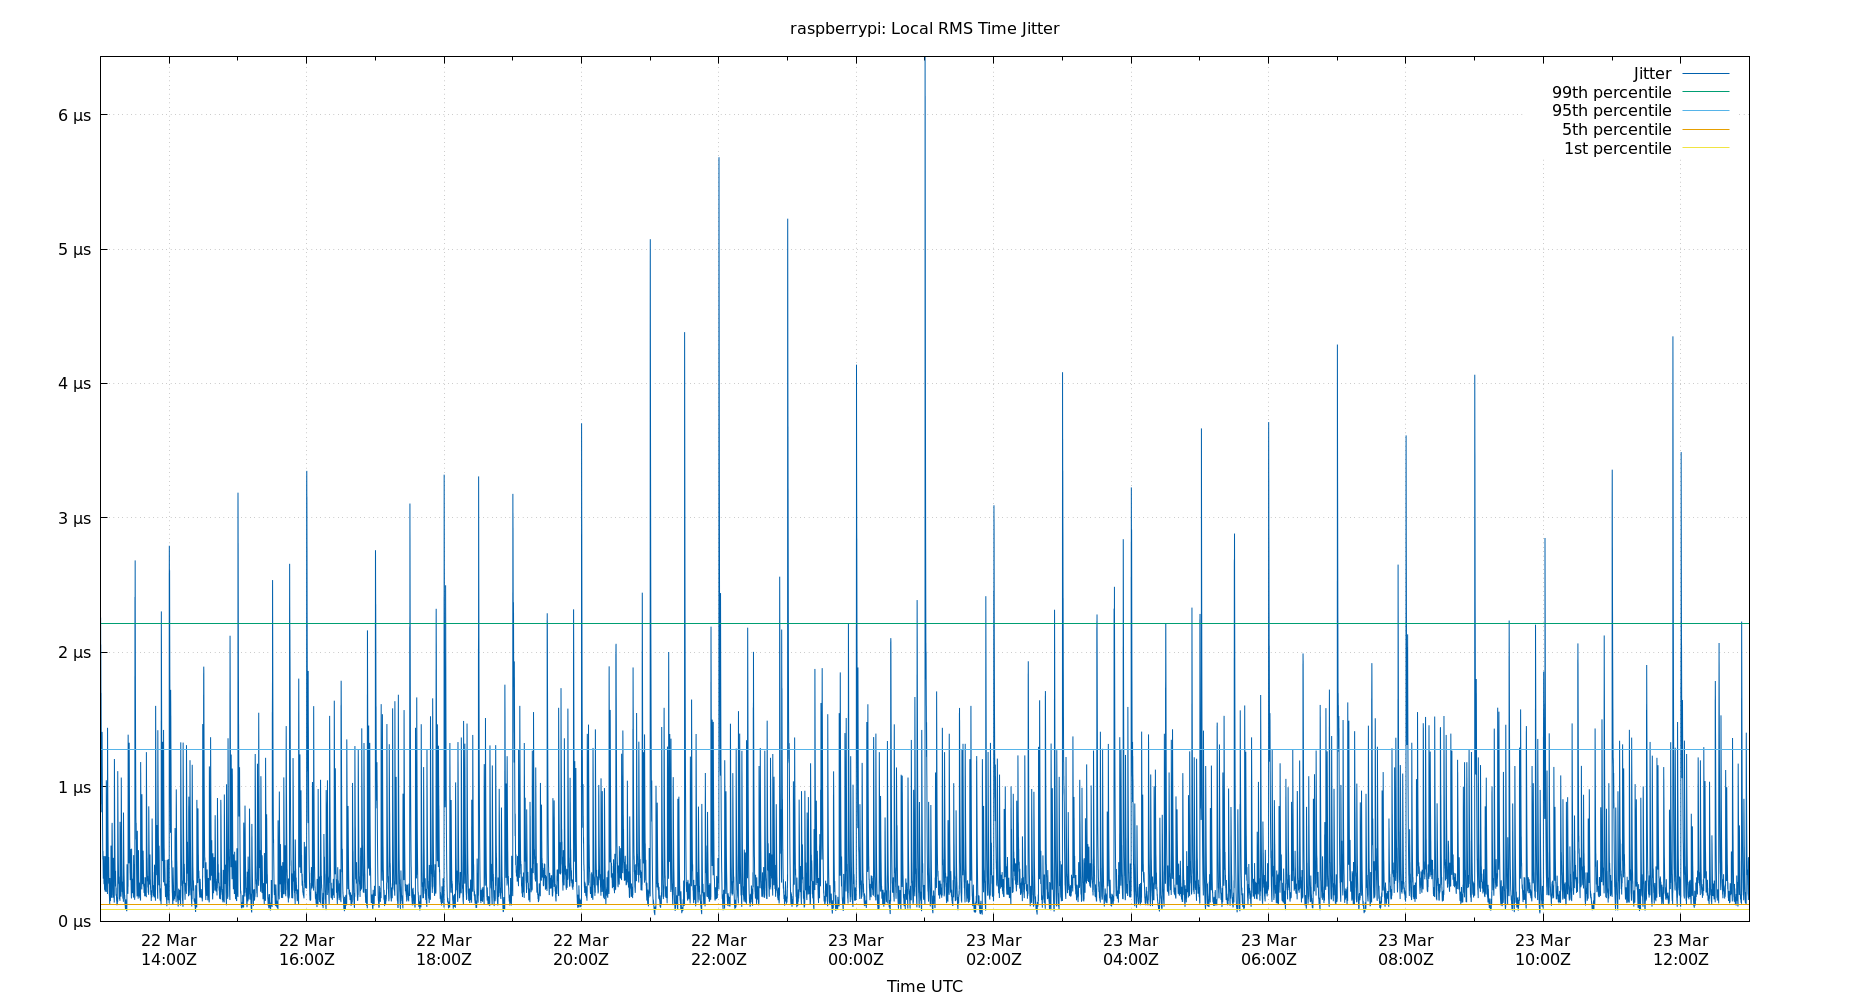 raspberrypi: Local RMS Time Jitter
Jitter
99th percentile
95th percentile
5th percentile
1st percentile
6 µs
5 µs
4 µs
3 µs
2 µs
1 µs
0 µs
22 Mar 22 Mar 22 Mar 22 Mar 22 Mar 23 Mar 23 Mar 23 Mar 23 Mar 23 Mar 23 Mar 23 Mar
14:00Z 16:00Z 18:00Z 20:00Z 22:00Z 00:00Z 02:00Z 04:00Z 06:00Z 08:00Z 10:00Z 12:00Z
Time UTC